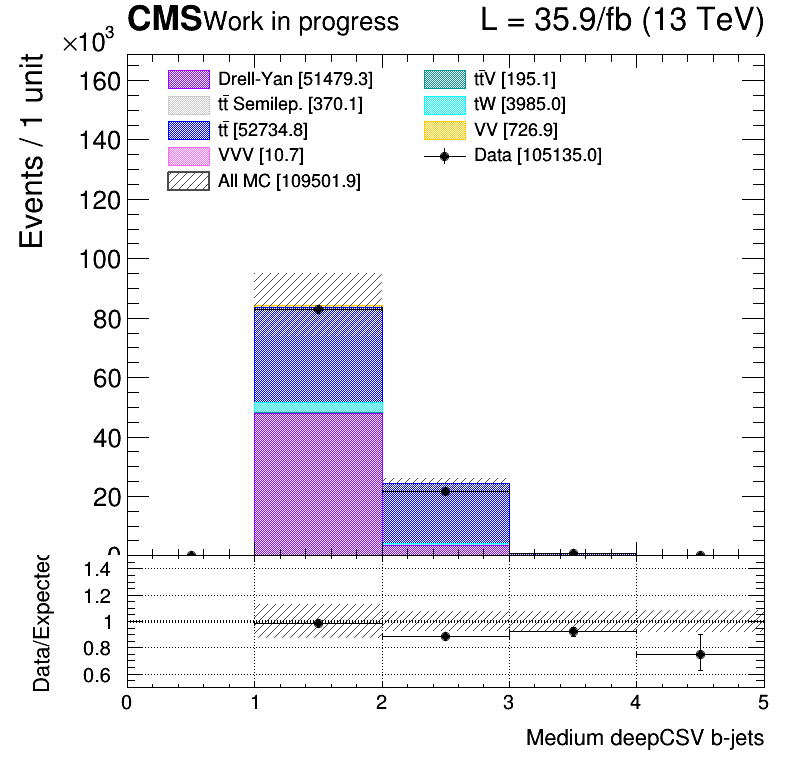 CMS Work in progress L = 35.9/fb (13 TeV)
×10³
Events / 1 unit
160
140
120
100
80
60
40
20
0
Drell-Yan [51479.3]
tt̄ Semilep. [370.1]
tt̄ [52734.8]
VVV [10.7]
All MC [109501.9]
tt̄V [195.1]
tW [3985.0]
VV [726.9]
Data [105135.0]
Data/Expected
1.4
1.2
1
0.8
0.6
0 1 2 3 4 5
Medium deepCSV b-jets